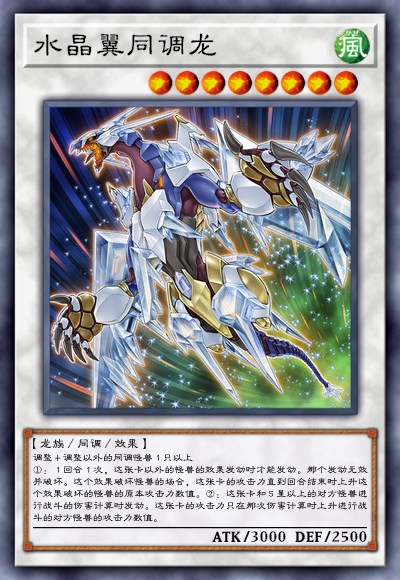 水晶翼同调龙
風
【龙族/同调/效果】
调整+调整以外的同调怪兽1只以上
①:1回合1次,这张卡以外的怪兽的效果发动时才能发动。那个发动无效
并破坏。这个效果破坏怪兽的场合,这张卡的攻击力直到回合结束时上升这
个效果破坏的怪兽的原本攻击力数值。②:这张卡和5星以上的对方怪兽进
行战斗的伤害计算时发动。这张卡的攻击力只在那次伤害计算时上升进行战
斗的对方怪兽的攻击力数值。
ATK/3000 DEF/2500